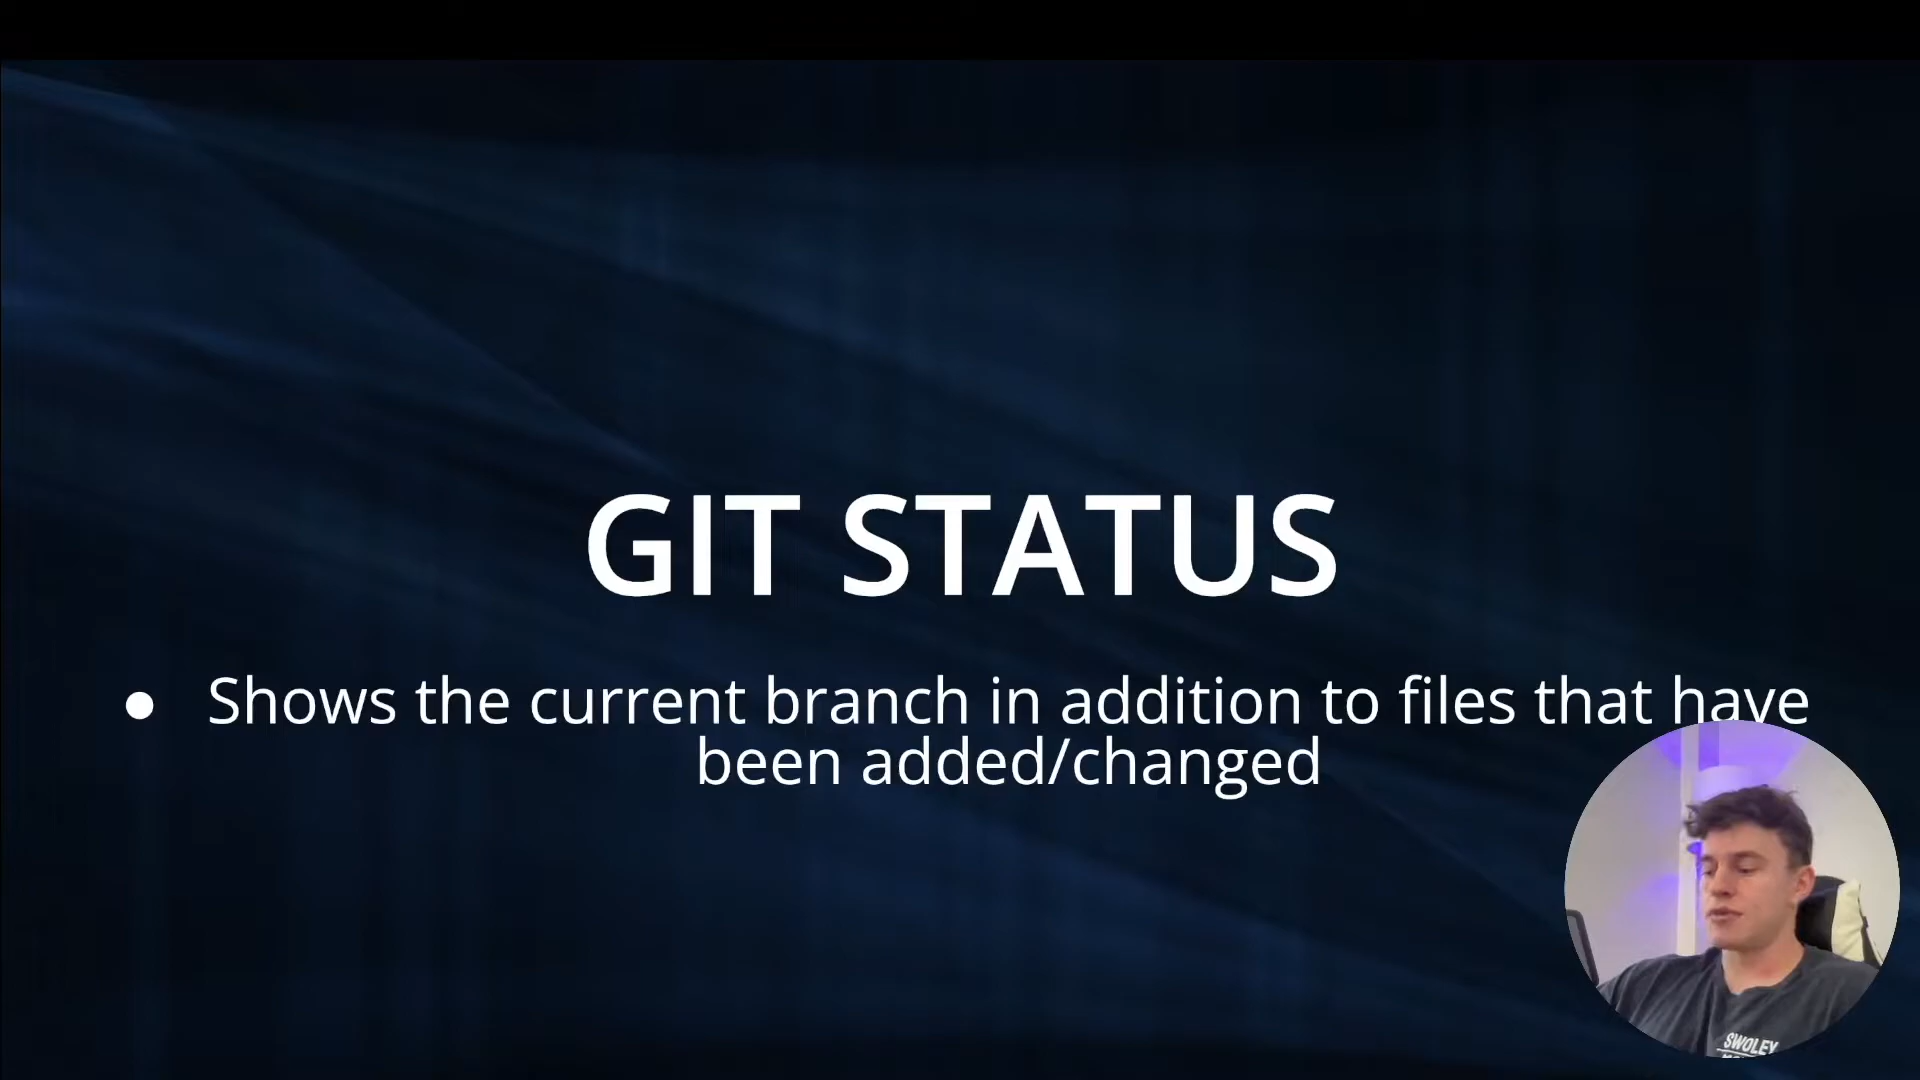 GIT STATUS
● Shows the current branch in addition to files that have
been added/changed
SWOLEY